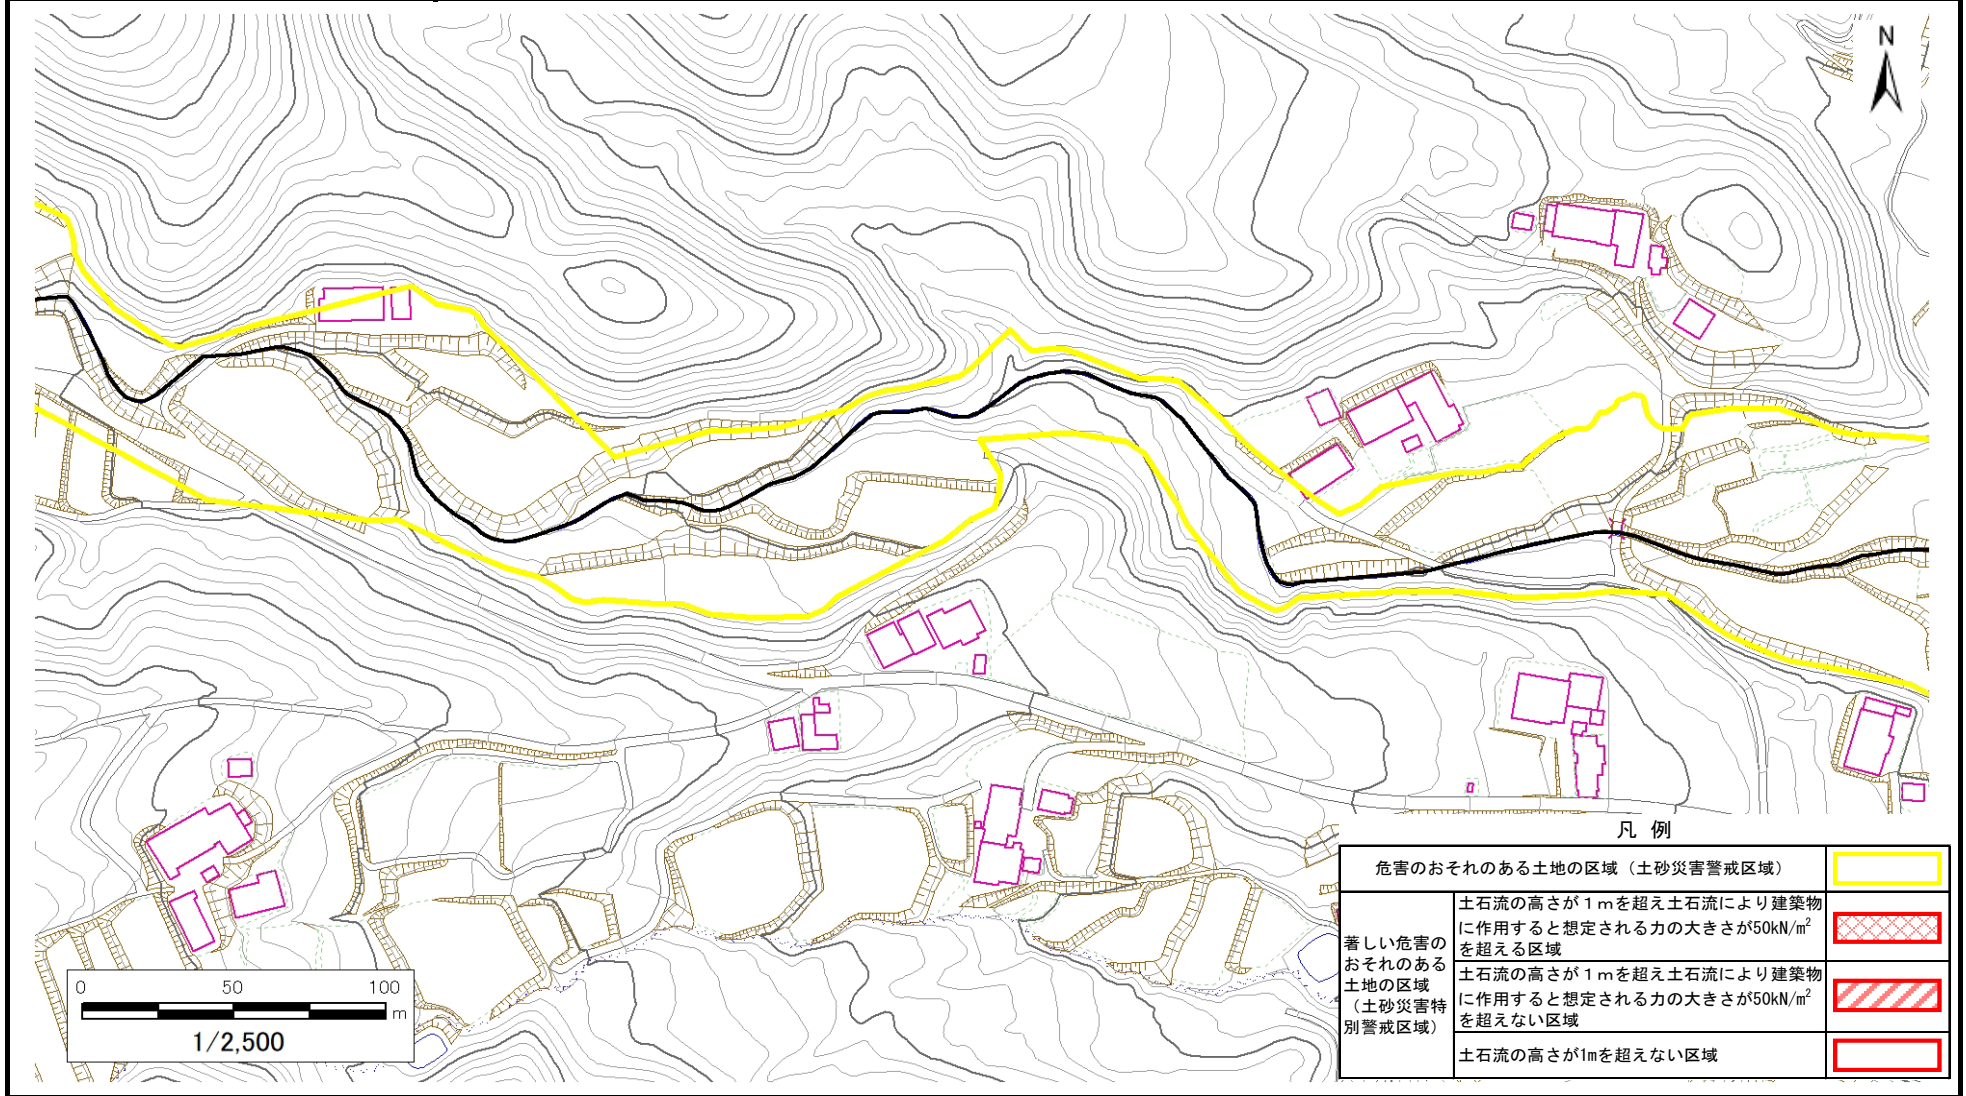 N
凡 例
危害のおそれのある土地の区域（土砂災害警戒区域）
著しい危害の
おそれのある
土地の区域
（土砂災害特
別警戒区域）
土石流の高さが１ｍを超え土石流により建築物
に作用すると想定される力の大きさが50kN/m²
を超える区域
土石流の高さが１ｍを超え土石流により建築物
に作用すると想定される力の大きさが50kN/m²
を超えない区域
土石流の高さが1mを超えない区域
0 50 100
m
1/2,500